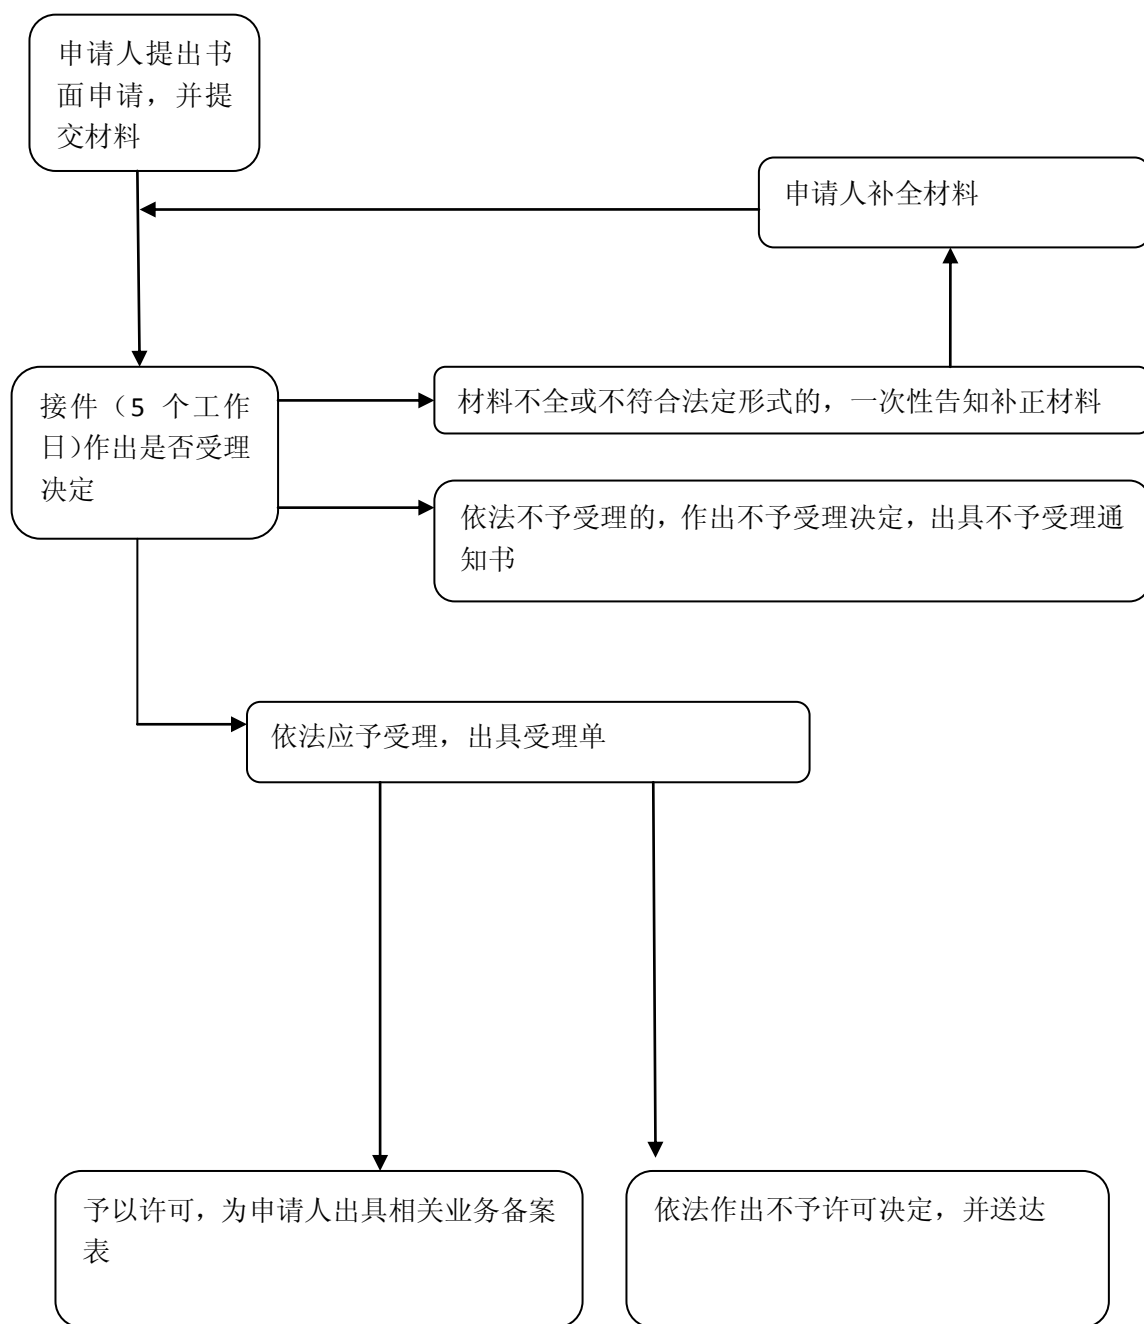 申请人提出书
面申请，并提
交材料
申请人补全材料
接件（5 个工作
日）作出是否受理
决定
材料不全或不符合法定形式的，一次性告知补正材料
依法不予受理的，作出不予受理决定，出具不予受理通
知书
依法应予受理，出具受理单
予以许可，为申请人出具相关业务备案
表
依法作出不予许可决定，并送达